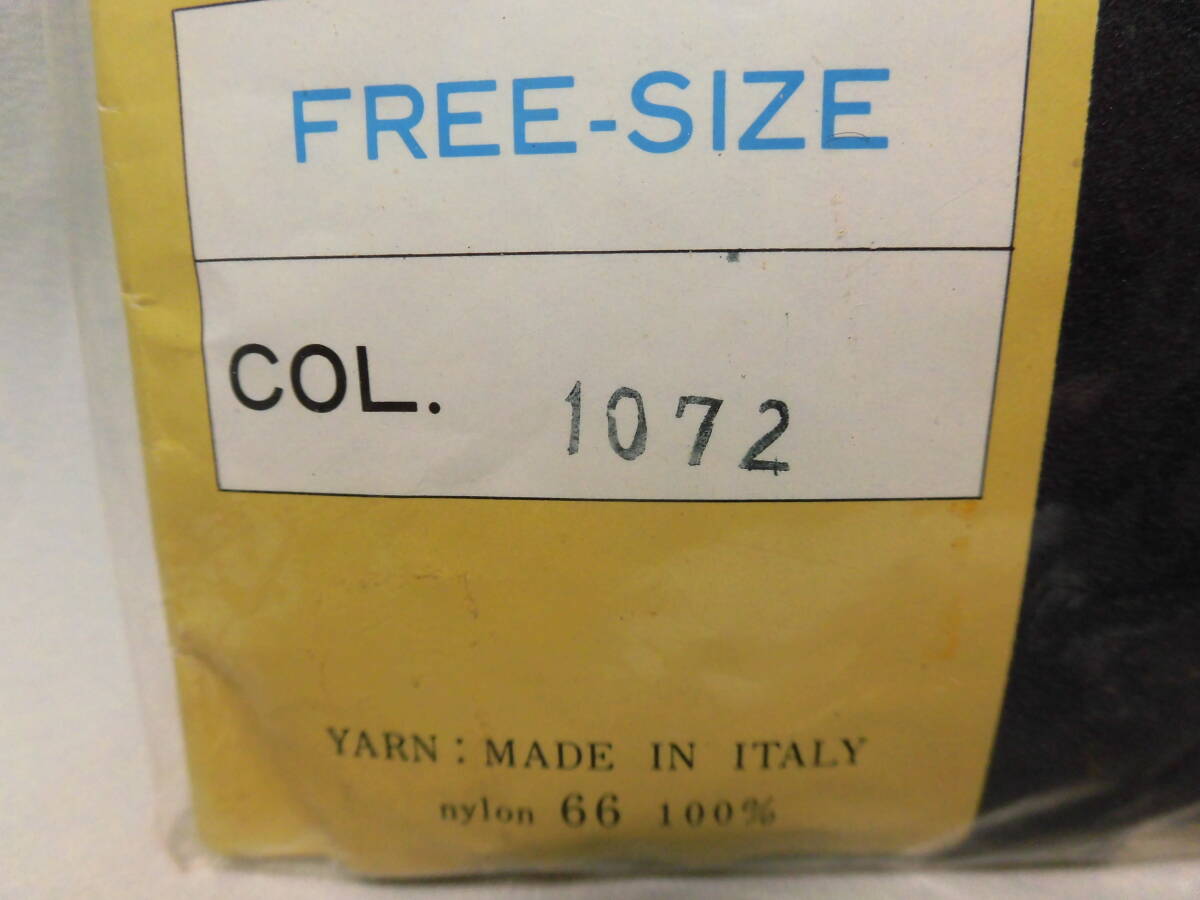 FREE-SIZE
COL. 1072
YARN: MADE IN ITALY
nylon 66 100%